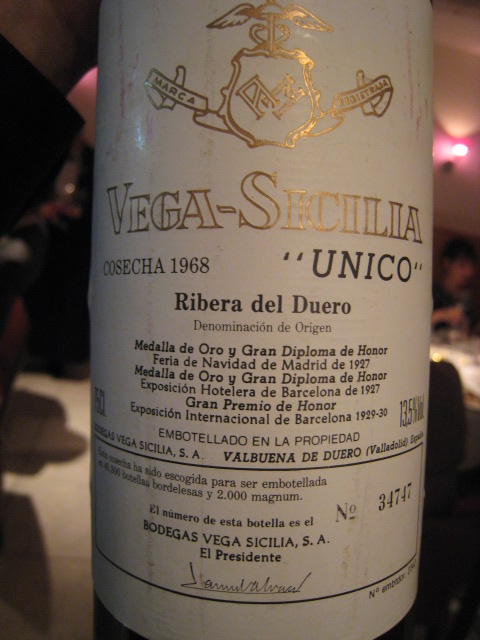 MARCA REGISTRADA
VEGA-SICILIA
COSECHA 1968 "UNICO"
Ribera del Duero
Denominación de Origen
Medalla de Oro y Gran Diploma de Honor
Feria de Navidad de Madrid de 1927
Medalla de Oro y Gran Diploma de Honor
Exposición Hotelera de Barcelona de 1927
Gran Premio de Honor
75Cl. Exposición Internacional de Barcelona 1929-30 13,5%Vol.
EMBOTELLADO EN LA PROPIEDAD
BODEGAS VEGA SICILIA, S. A. VALBUENA DE DUERO (Valladolid) España
Esta cosecha ha sido escogida para ser embotellada
en botellas bordelesas y 2.000 magnum.
El número de esta botella es el Nº 34747
BODEGAS VEGA SICILIA, S. A.
El Presidente
Nº embotell.